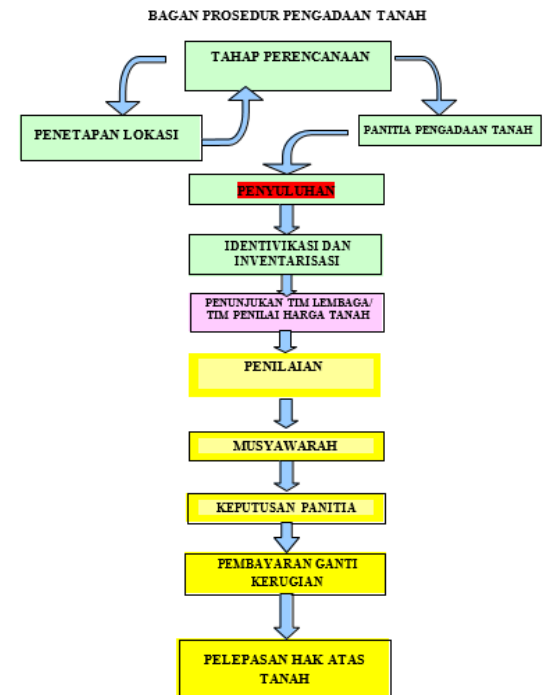 BAGAN PROSEDUR PENGADAAN TANAH
TAHAP PERENCANAAN
PENETAPAN LOKASI
PANITIA PENGADAAN TANAH
PENYULUHAN
IDENTIVIKASI DAN
INVENTARISASI
PENUNJUKAN TIM LEMBAGA/
TIM PENILAI HARGA TANAH
PENILAIAN
MUSYAWARAH
KEPUTUSAN PANITIA
PEMBAYARAN GANTI
KERUGIAN
PELEPASAN HAK ATAS
TANAH